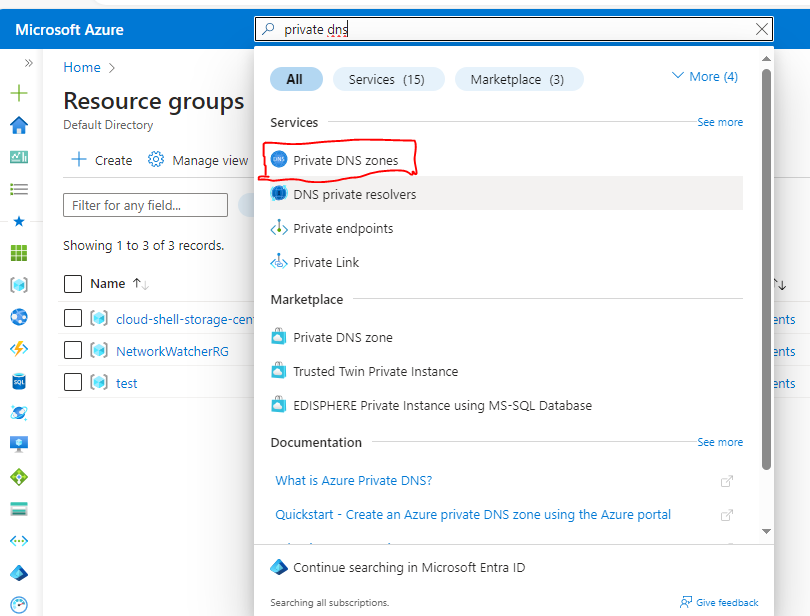 Microsoft Azure
private dns
Home
Resource groups
Default Directory
Create
Manage view
Filter for any field...
Showing 1 to 3 of 3 records.
Name
cloud-shell-storage-cen
NetworkWatcherRG
test
All
Services (15)
Marketplace (3)
More (4)
Services
See more
DNS
Private DNS zones
DNS private resolvers
Private endpoints
Private Link
Marketplace
Private DNS zone
Trusted Twin Private Instance
EDISPHERE Private Instance using MS-SQL Database
Documentation
See more
What is Azure Private DNS?
Quickstart - Create an Azure private DNS zone using the Azure portal
Continue searching in Microsoft Entra ID
Searching all subscriptions.
Give feedback
ents
ents
ents
SQL